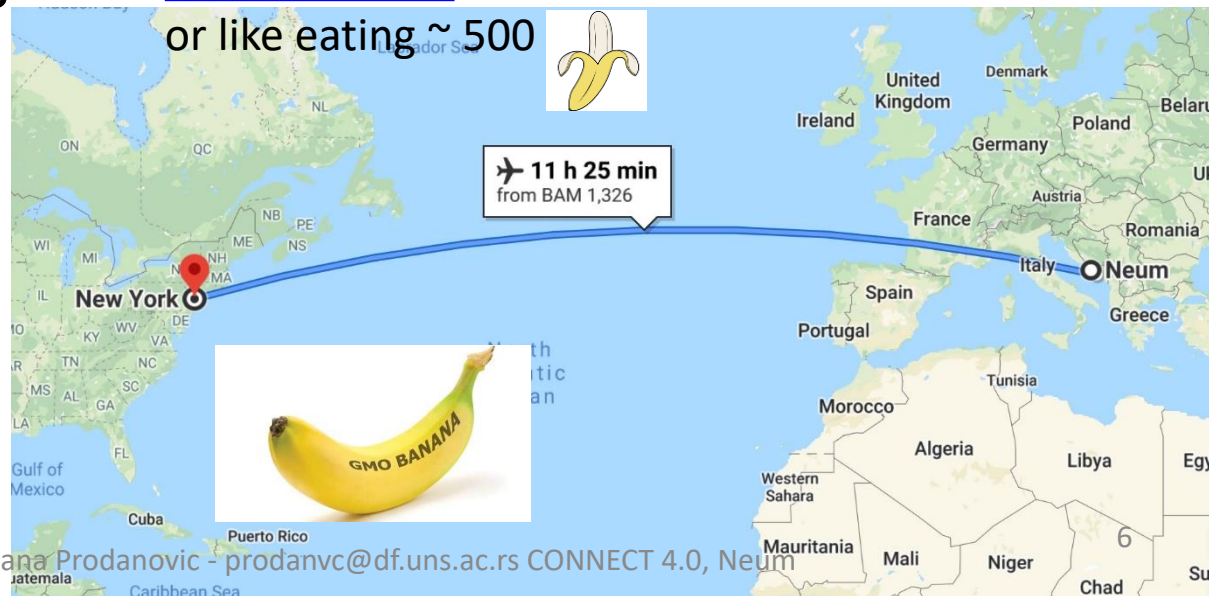 or like eating ~ 500
Labrador Sea
NL
ON
QC
NB
PE
NS
ME
NH
MA
WI
MI
New York
IL
DE
KY
WV
VA
TN
NC
MS
AL
SC
GA
LA
FL
Gulf of
Mexico
Cuba
Puerto Rico
Caribbean Sea
11 h 25 min
from BAM 1,326
GMO BANANA
United
Kingdom
Denmark
Ireland
Poland
Germany
Austria
France
Romania
Italy
Neum
Spain
Greece
Portugal
Tunisia
Morocco
Algeria
Libya
Western
Sahara
Mauritania
Mali
Niger
Chad
6
Prodanovic - prodanvc@df.uns.ac.rs CONNECT 4.0, Neum